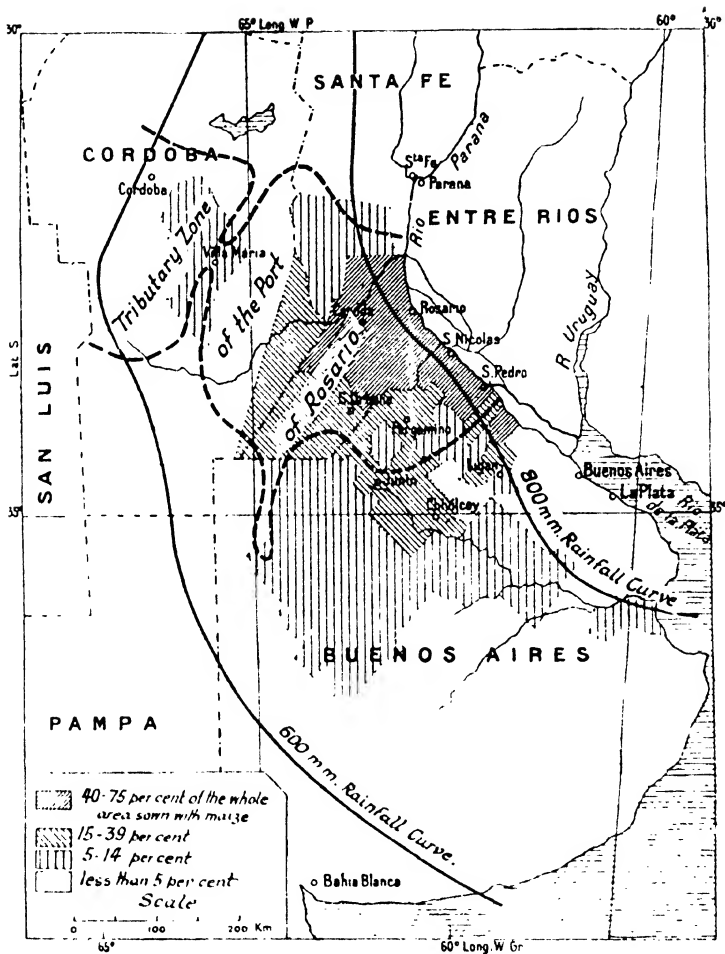 30° 65° Long W P 60° 30°
SANTA FE
CORDOBA
Cordoba
Sta Fe
Parana
Rio Parana
ENTRE RIOS
Villa Maria
Tributary Zone
of the Port
of Rosario.
Rosario
S. Nicolas
S. Pedro
R Uruguay
Lat S
SAN LUIS
Pergamino
Lujan
Junin
Chivilcoy
Buenos Aires
La Plata
Rio
de la Plata
35°
800 mm. Rainfall Curve
BUENOS AIRES
PAMPA
600 mm. Rainfall Curve.
40-75 per cent of the whole
area sown with maize
15-39 per cent
5-14 per cent
less than 5 per cent
Scale
0 100 200 Km
Bahia Blanca
65° 60° Long. W Gr